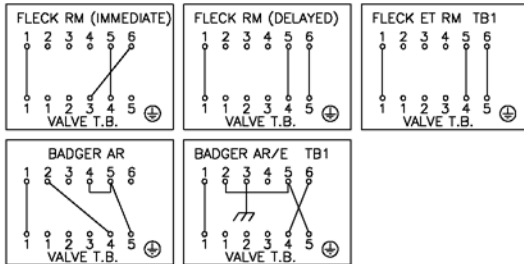 FLECK RM (IMMEDIATE)
1 2 3 4 5 6
1 1 2 3 4 5
VALVE T.B.
FLECK RM (DELAYED)
1 2 3 4 5 6
1 1 2 3 4 5
VALVE T.B.
FLECK ET RM TB1
1 2 3 4 5 6
1 1 2 3 4 5
VALVE T.B.
BADGER AR
1 2 3 4 5 6
1 1 2 3 4 5
VALVE T.B.
BADGER AR/E TB1
1 2 3 4 5 6
1 1 2 3 4 5
VALVE T.B.